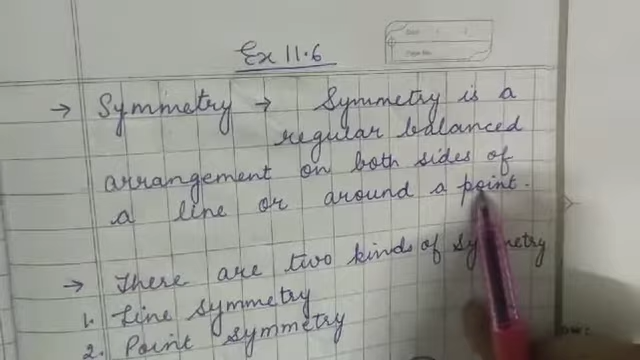 Ex 11.6
→ Symmetry → Symmetry is a
regular balanced
arrangement on both sides of
a line or around a point.
→ There are two kinds of symmetry
1. Line symmetry
2. Point symmetry